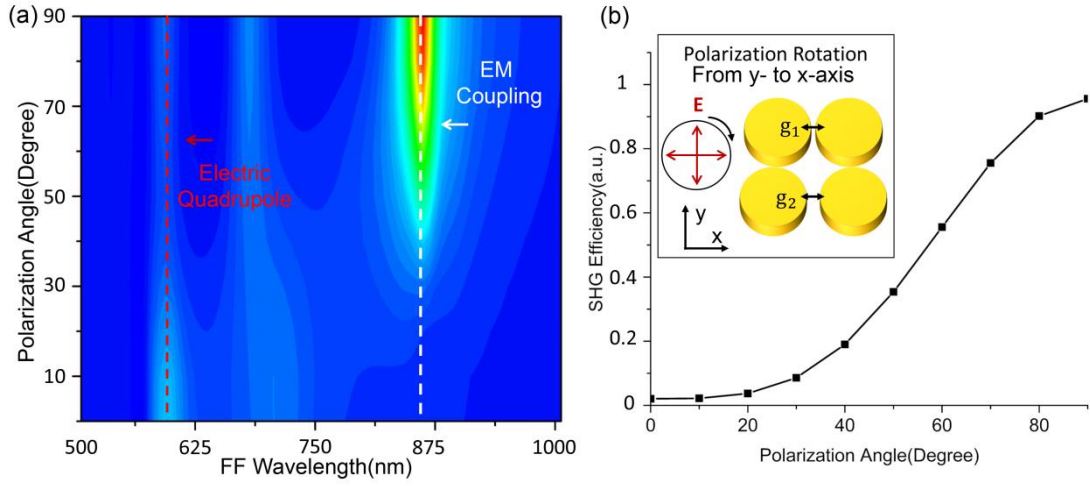 (a)
90
70
50
30
10
Polarization Angle(Degree)
EM
Coupling
Electric
Quadrupole
500
625
750
875
1000
FF Wavelength(nm)
(b)
Polarization Rotation
From y- to x-axis
E
g₁
g₂
y
x
1
0.8
0.6
0.4
0.2
0
SHG Efficiency(a.u.)
0
20
40
60
80
Polarization Angle(Degree)